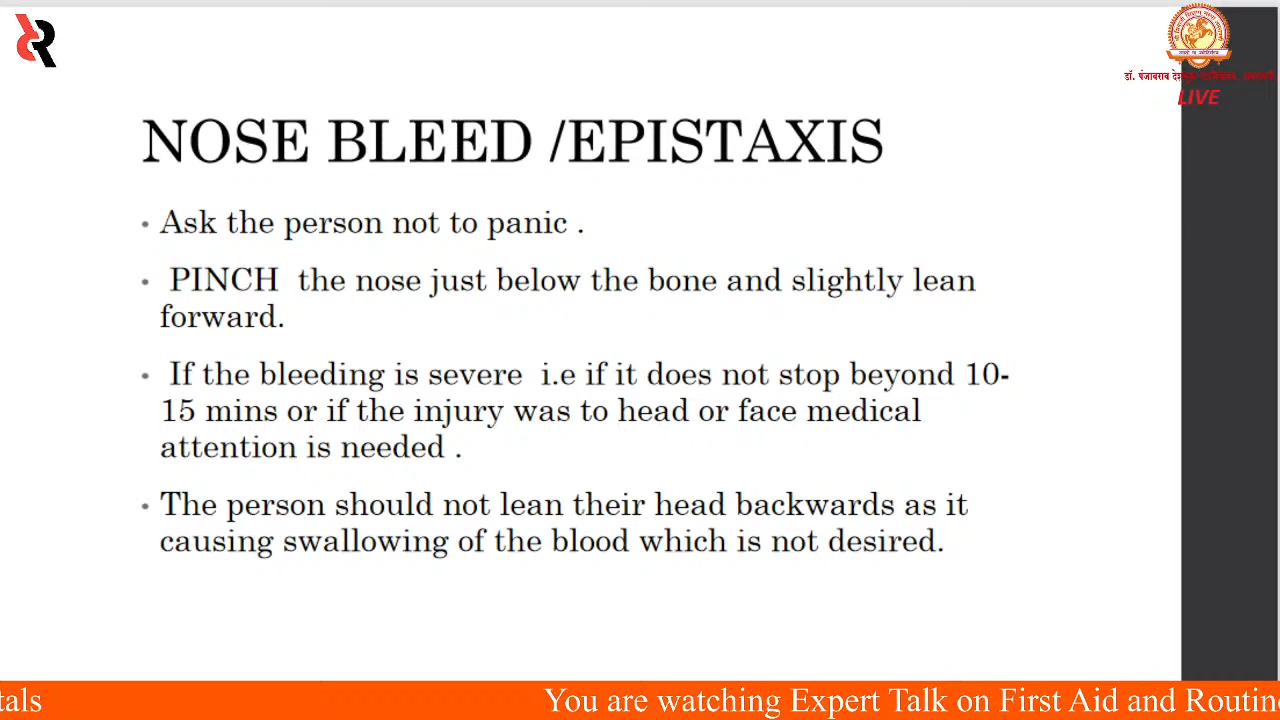 NOSE BLEED /EPISTAXIS
• Ask the person not to panic .
• PINCH the nose just below the bone and slightly lean
forward.
• If the bleeding is severe i.e if it does not stop beyond 10-
15 mins or if the injury was to head or face medical
attention is needed .
• The person should not lean their head backwards as it
causing swallowing of the blood which is not desired.
डॉ. पंजाबराव
LIVE
tals You are watching Expert Talk on First Aid and Routin